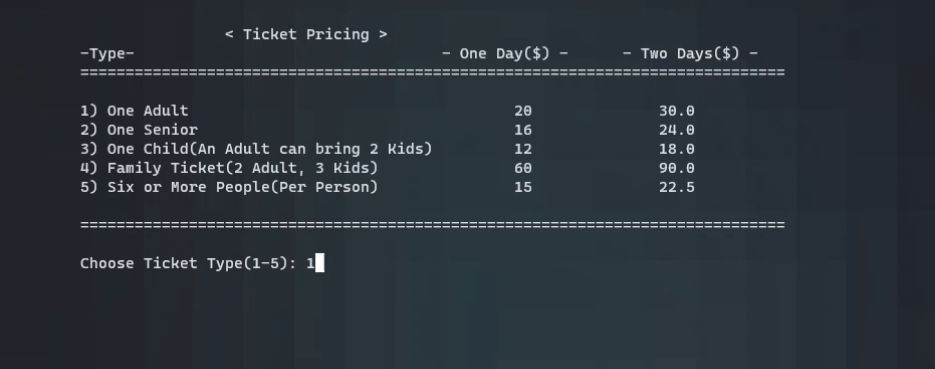 < Ticket Pricing >
-Type- - One Day($) - - Two Days($) -
==============================================================================
1) One Adult 20 30.0
2) One Senior 16 24.0
3) One Child(An Adult can bring 2 Kids) 12 18.0
4) Family Ticket(2 Adult, 3 Kids) 60 90.0
5) Six or More People(Per Person) 15 22.5
==============================================================================
Choose Ticket Type(1-5): 1